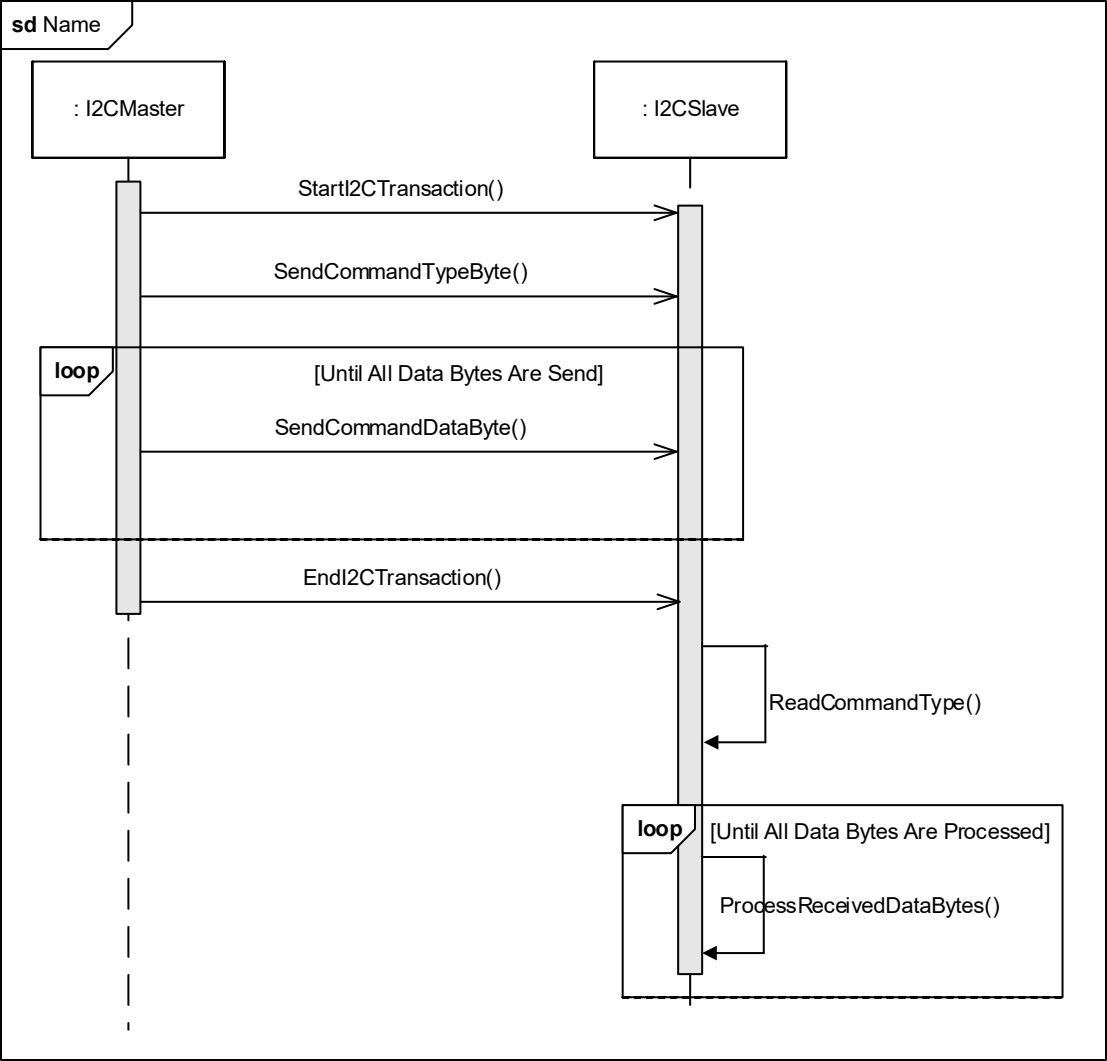 sd Name
: I2CMaster
: I2CSlave
StartI2CTransaction()
SendCommandTypeByte()
loop
[Until All Data Bytes Are Send]
SendCommandDataByte()
EndI2CTransaction()
ReadCommandType()
loop
[Until All Data Bytes Are Processed]
ProcessReceivedDataBytes()